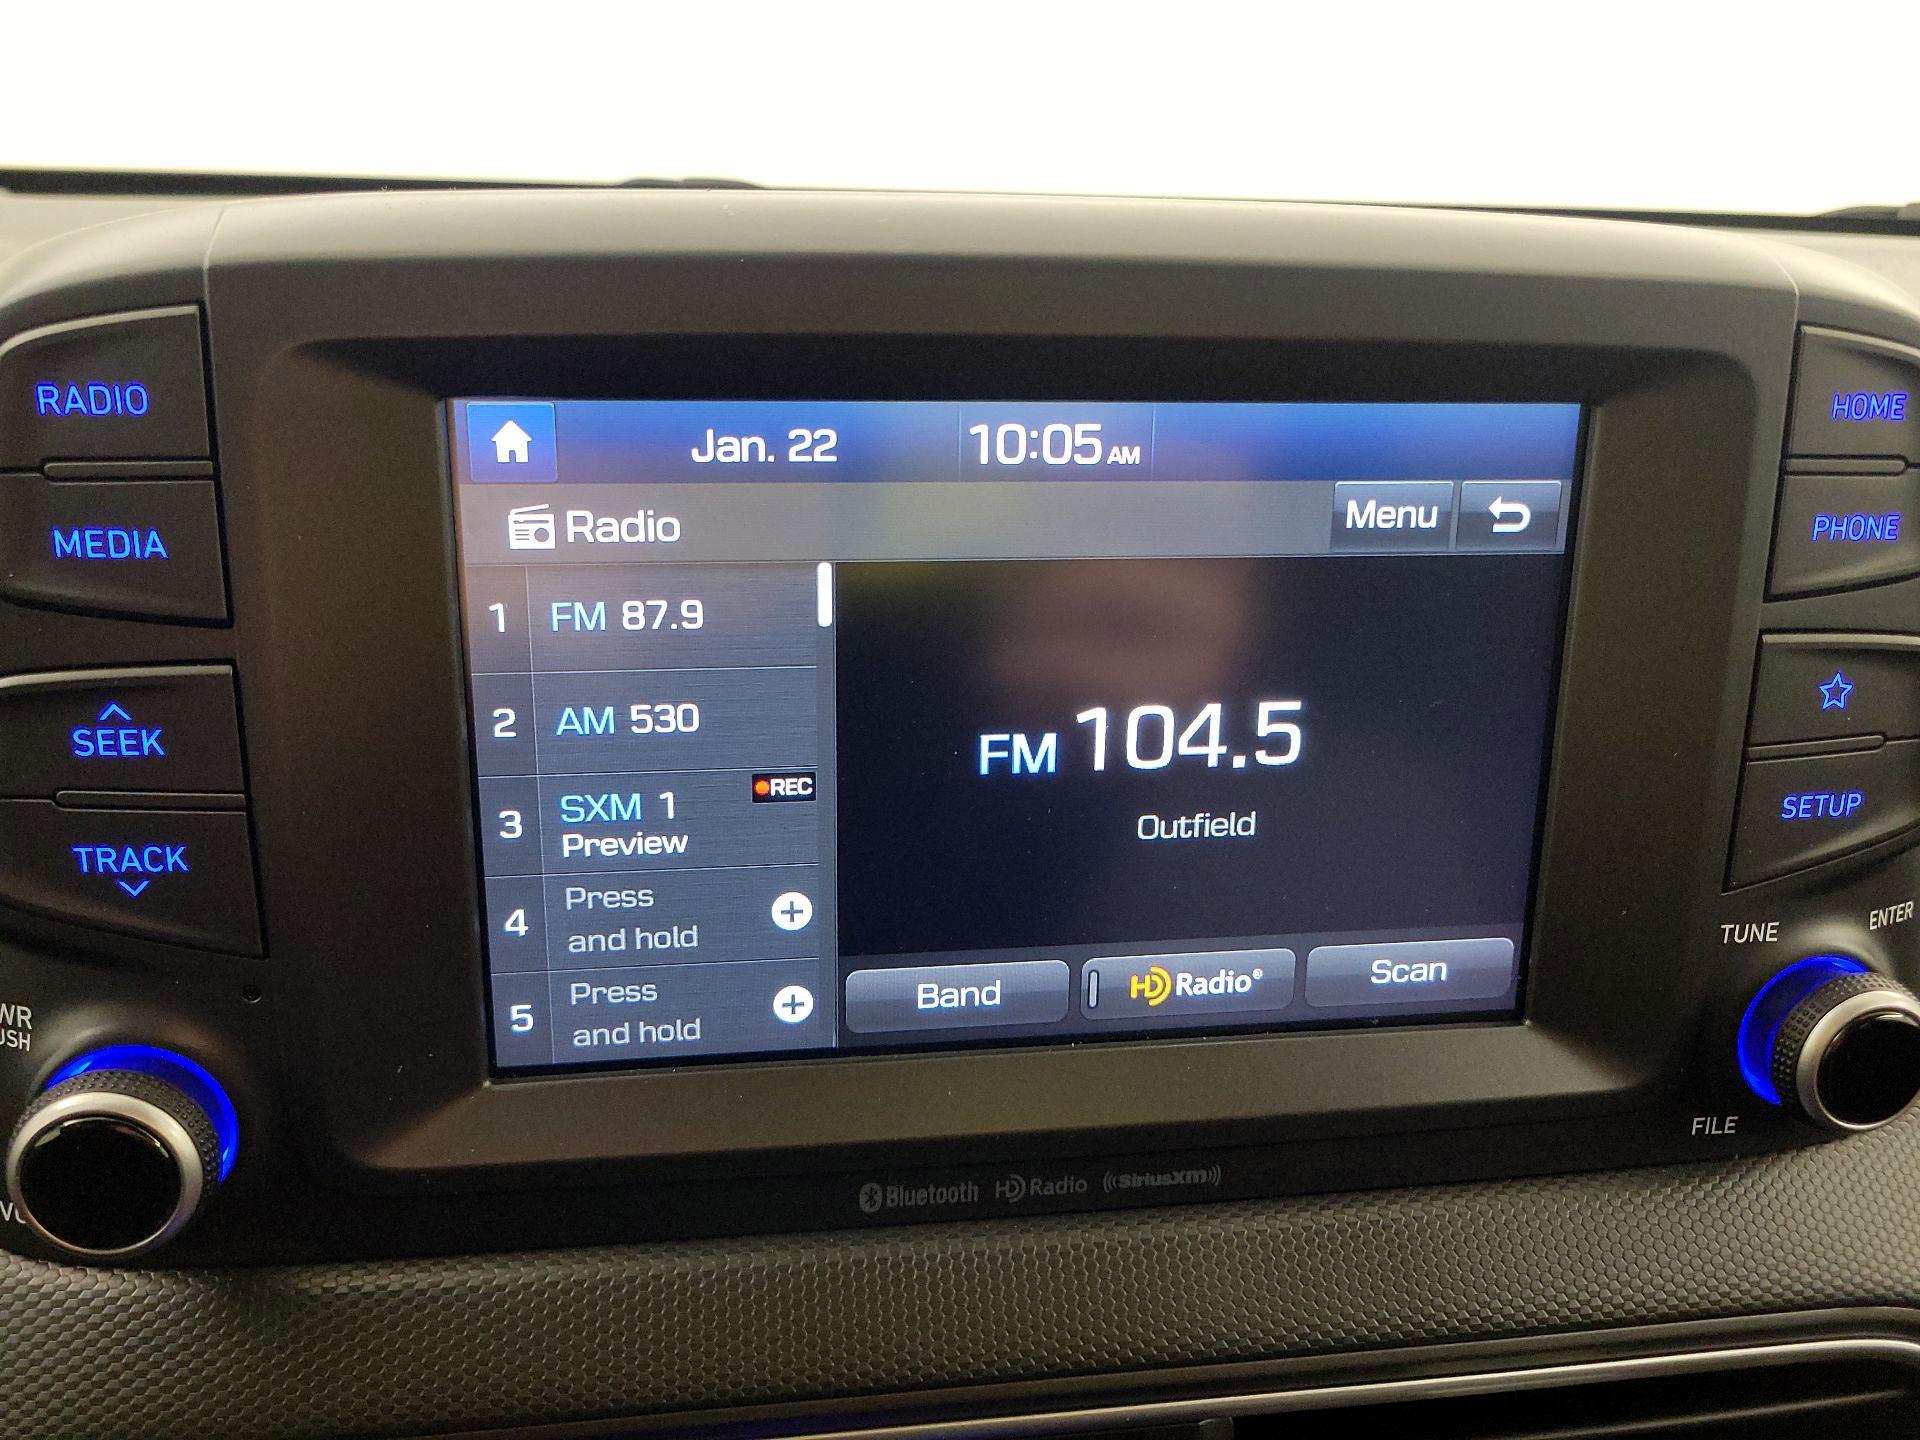 RADIO
MEDIA
SEEK
TRACK
HOME
PHONE
SETUP
TUNE
ENTER
FILE
Jan. 22
10:05 AM
Radio
Menu
1 FM 87.9
2 AM 530
3 SXM 1
REC
Preview
4 Press
and hold
5 Press
and hold
FM 104.5
Outfield
Band
HD Radio®
Scan
Bluetooth HD Radio ((SiriusXM))